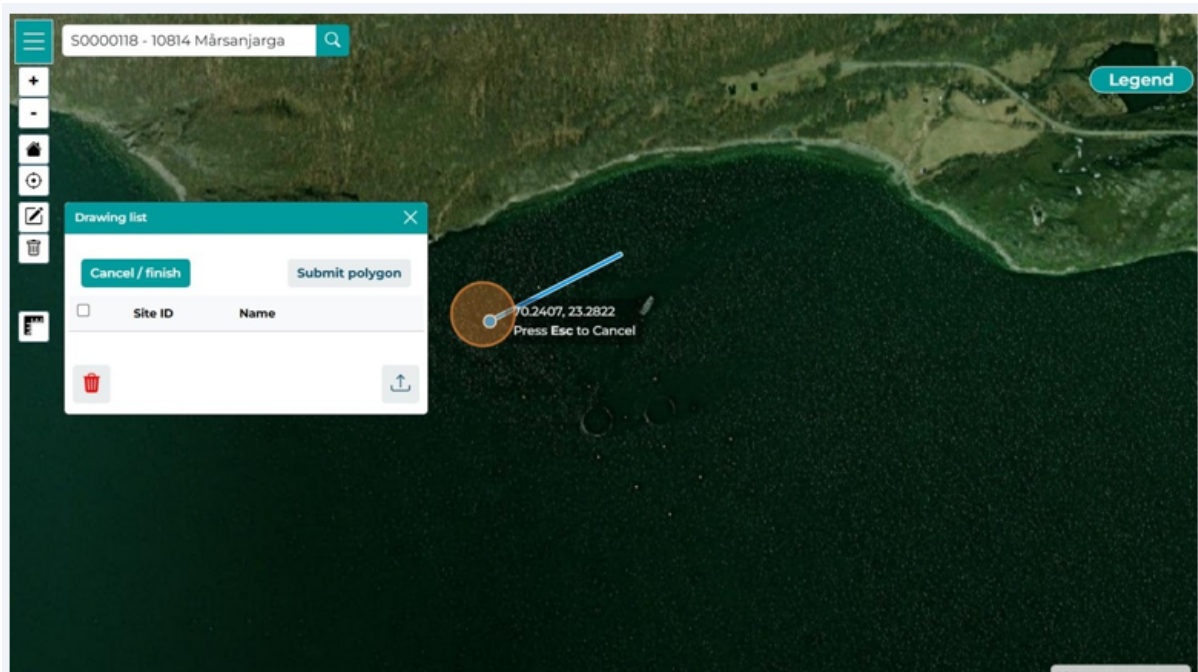 S0000118 - 10814 Mårsanjarga
Legend
+
-
Drawing list
Cancel / finish
Submit polygon
Site ID
Name
70.2407, 23.2822
Press Esc to Cancel